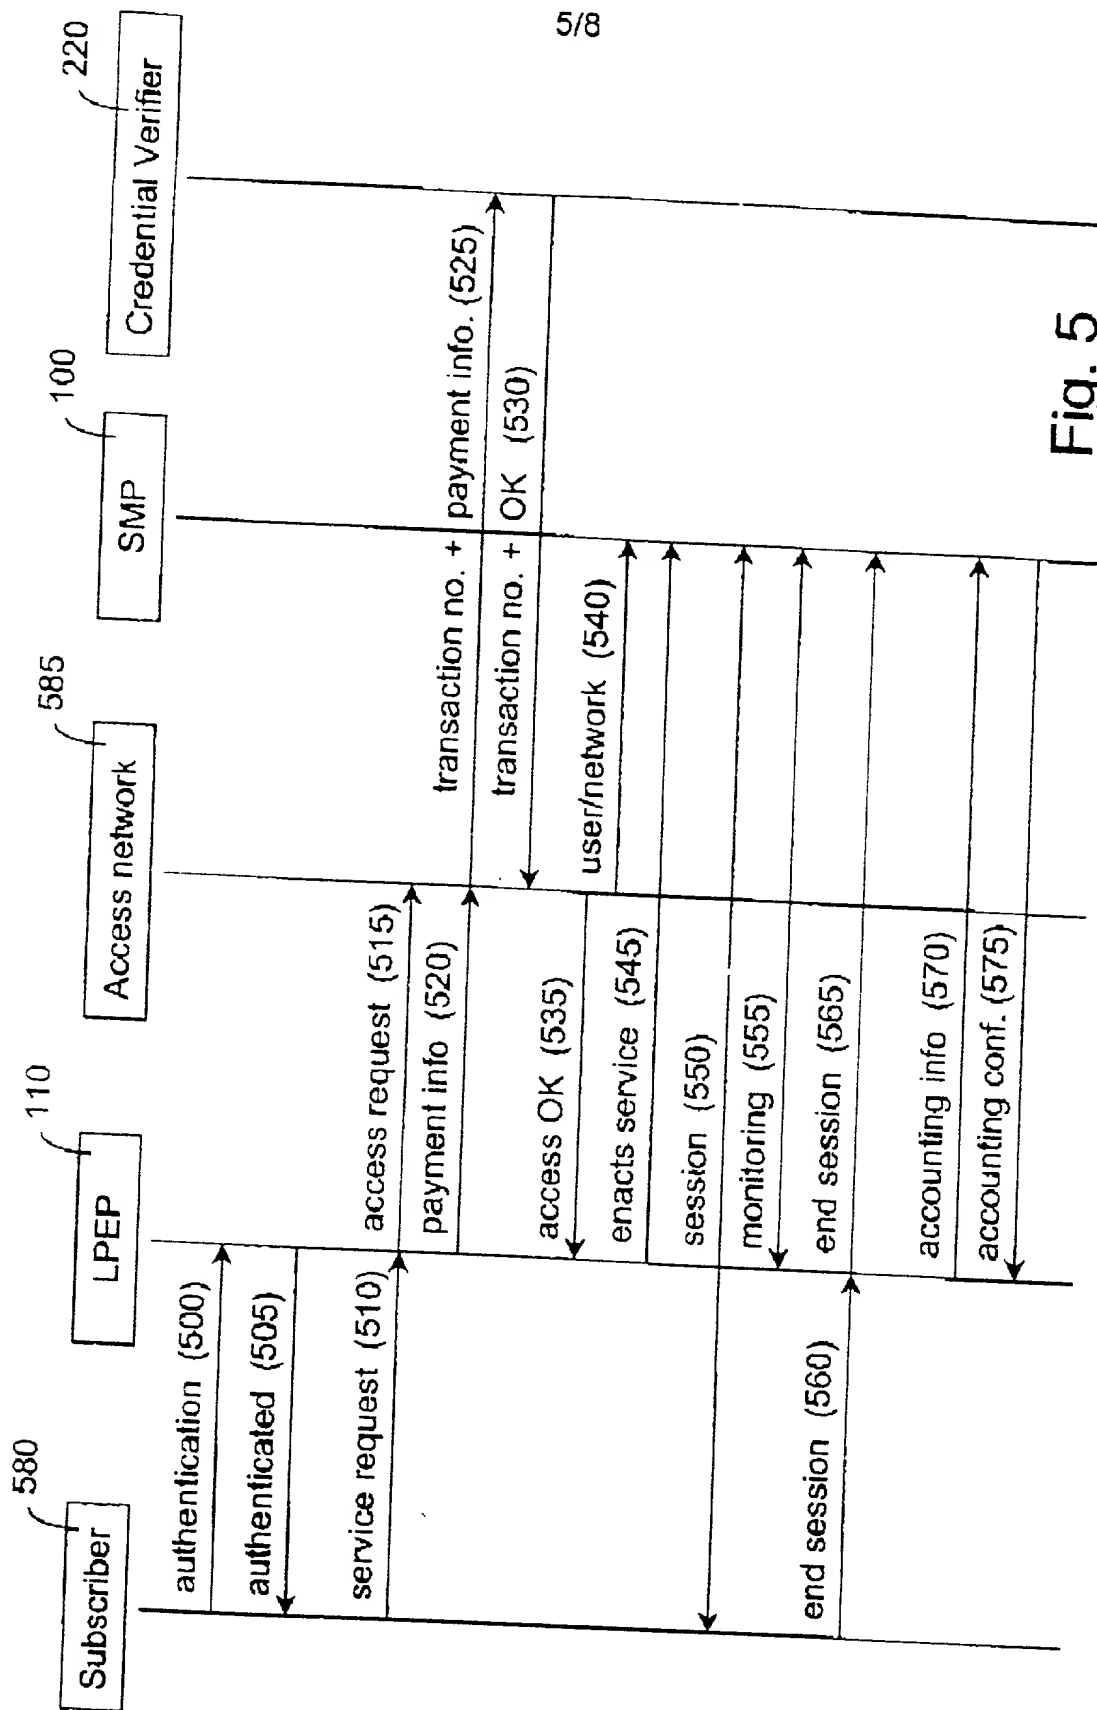 5/8
580
Subscriber
110
LPEP
585
Access network
100
SMP
220
Credential Verifier
authentication (500)
authenticated (505)
service request (510)
access request (515)
payment info (520)
transaction no. + payment info. (525)
transaction no. + OK (530)
access OK (535)
user/network (540)
enacts service (545)
session (550)
monitoring (555)
end session (560)
end session (565)
accounting info (570)
accounting conf. (575)
Fig. 5